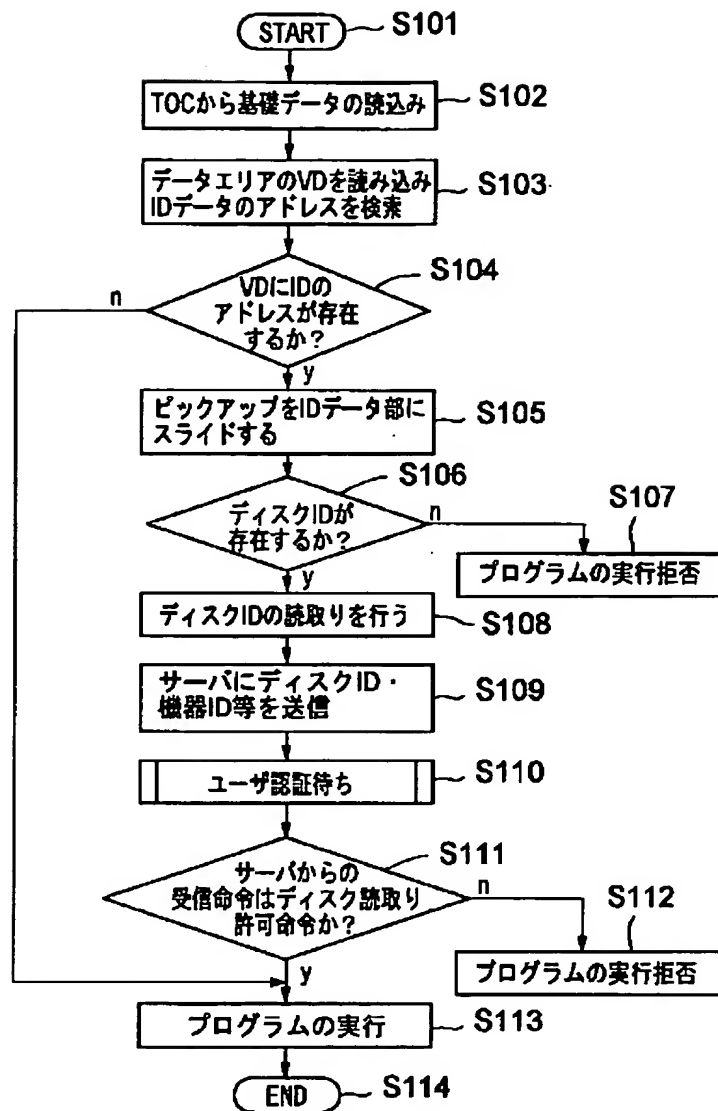 START
S101
TOCから基礎データの読込み
S102
データエリアのVDを読み込み
IDデータのアドレスを検索
S103
VDにIDの
アドレスが存在
するか?
S104
n
y
ピックアップをIDデータ部に
スライドする
S105
ディスクIDが
存在するか?
S106
n
y
S107
プログラムの実行拒否
ディスクIDの読取りを行う
S108
サーバにディスクID・
機器ID等を送信
S109
ユーザ認証待ち
S110
サーバからの
受信命令はディスク読取り
許可命令か?
S111
n
y
S112
プログラムの実行拒否
プログラムの実行
S113
END
S114